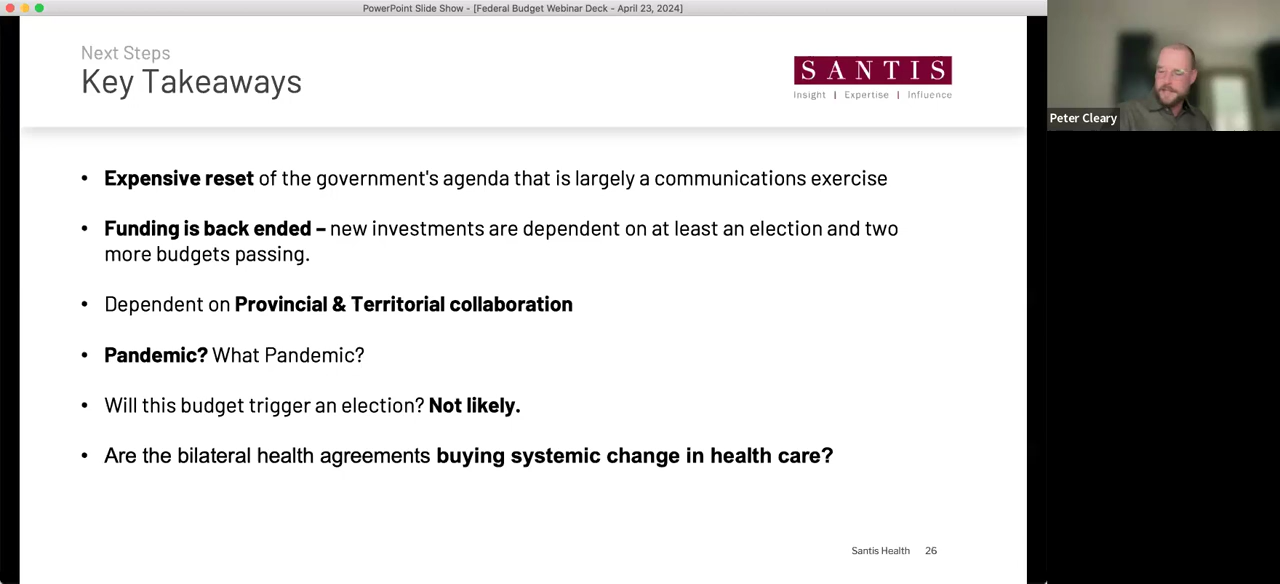 PowerPoint Slide Show - [Federal Budget Webinar Deck - April 23, 2024]
Next Steps
Key Takeaways
SANTIS
Insight | Expertise | Influence
Peter Cleary
• Expensive reset of the government's agenda that is largely a communications exercise
• Funding is back ended – new investments are dependent on at least an election and two
more budgets passing.
• Dependent on Provincial & Territorial collaboration
• Pandemic? What Pandemic?
• Will this budget trigger an election? Not likely.
• Are the bilateral health agreements buying systemic change in health care?
Santis Health 26